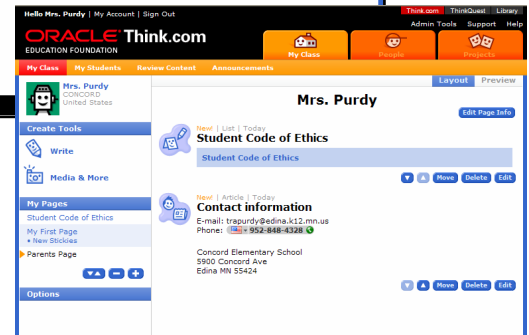 Hello Mrs. Purdy | My Account | Sign Out
Think.com ThinkQuest Library
Admin Tools Support Help
ORACLE Think.com
EDUCATION FOUNDATION
My Class People Projects
My Class My Students Review Content Announcements
Layout Preview
Mrs. Purdy
CONCORD
United States
Mrs. Purdy
Edit Page Info
Create Tools
Write
Media & More
New! | List | Today
Student Code of Ethics
Student Code of Ethics
Move Delete Edit
My Pages
Student Code of Ethics
My First Page
• New Stickies
Parents Page
New! | Article | Today
Contact information
E-mail: trapurdy@edina.k12.mn.us
Phone: 952-848-4328
Concord Elementary School
5900 Concord Ave
Edina MN 55424
Move Delete Edit
Options